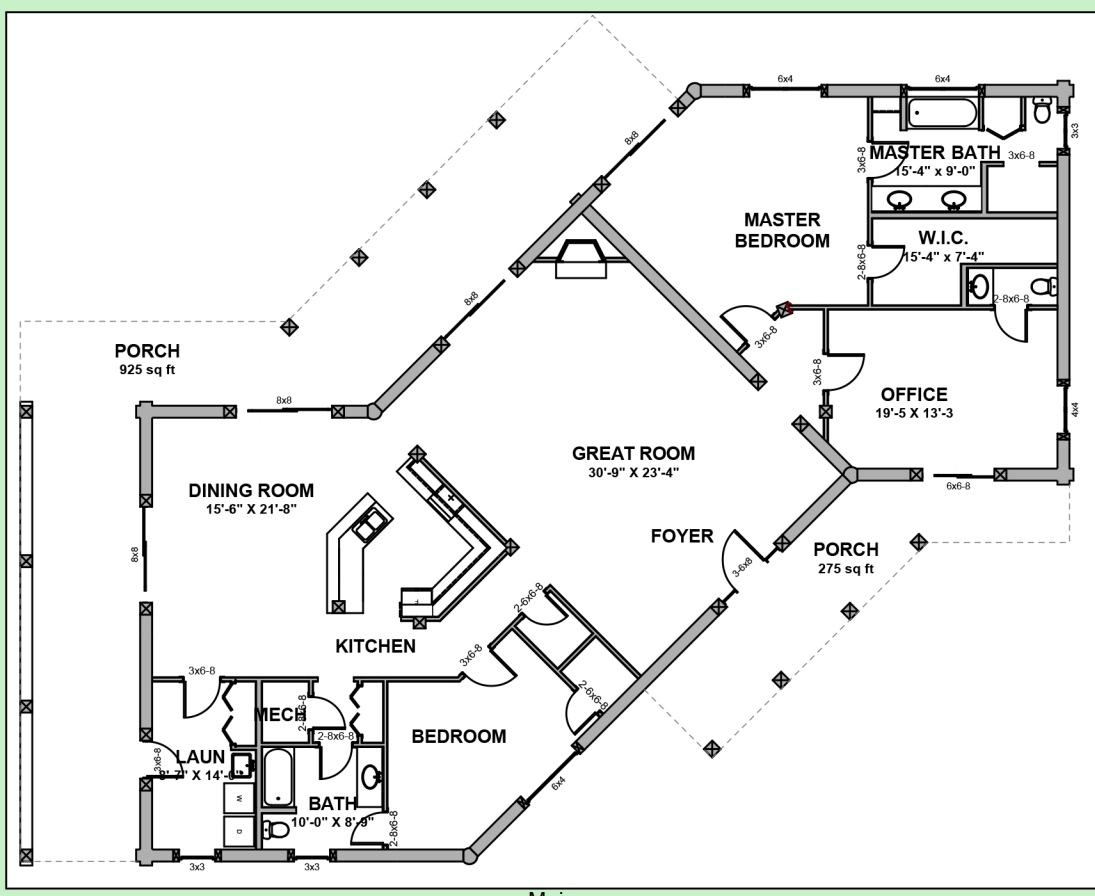 6x4
6x4
3x3
8x8
3x6-8
MASTER BATH
15'-4" x 9'-0"
3x6-8
MASTER
BEDROOM
2-8x6-8
W.I.C.
15'-4" x 7'-4"
2-8x6-8
8x8
3x6-8
PORCH
925 sq ft
3x6-8
OFFICE
19'-5 X 13'-3
4x4
8x8
GREAT ROOM
30'-9" X 23'-4"
DINING ROOM
15'-6" X 21'-8"
6x6-8
8x8
FOYER
3-6x8
PORCH
275 sq ft
F
2-6x6-8
KITCHEN
3x6-8
3x6-8
2-6x6-8
MECH
2-8x6-8
2-8x6-8
BEDROOM
LAUN
3x6-8
8'-7" X 14'-0"
6x4
W
D
BATH
10'-0" X 8'-9"
2-8x6-8
3x3
3x3